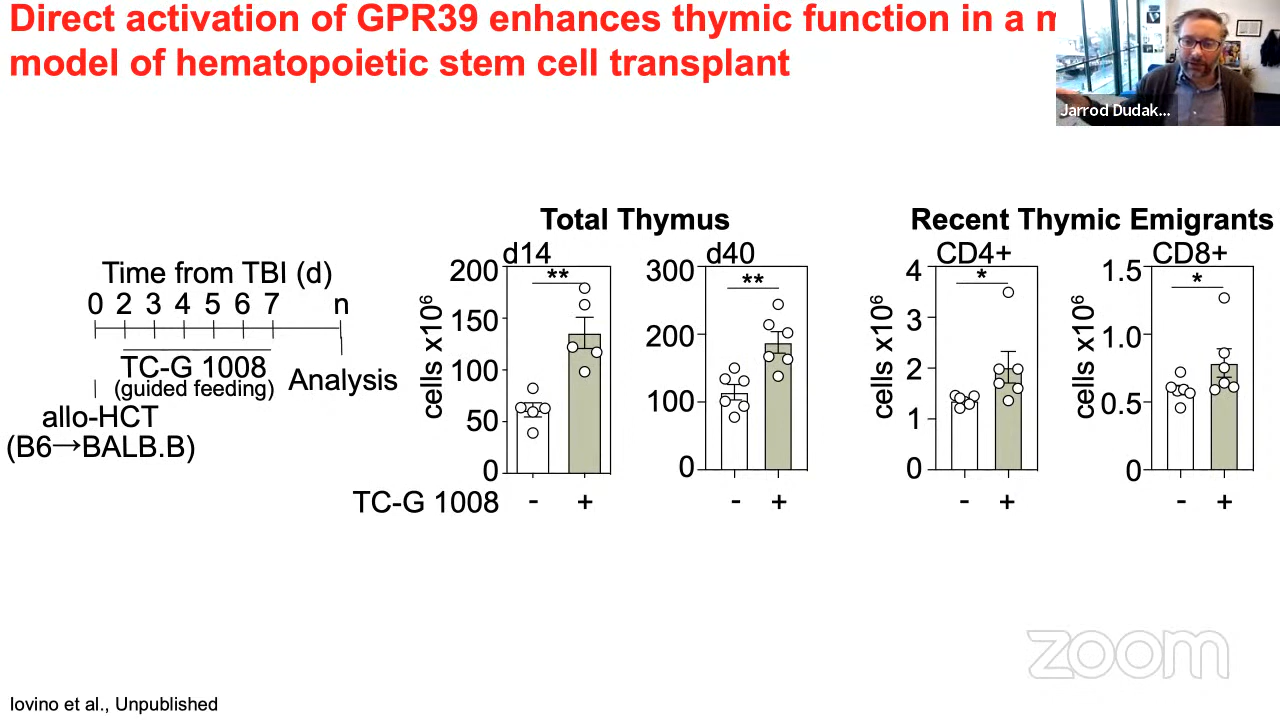 Direct activation of GPR39 enhances thymic function in a m
model of hematopoietic stem cell transplant
Jarrod Dudak...
Time from TBI (d)
0 2 3 4 5 6 7 n
TC-G 1008
(guided feeding)
Analysis
allo-HCT
(B6→BALB.B)
Total Thymus
d14
**
200
150
100
50
0
cells x10⁶
d40
**
300
200
100
0
TC-G 1008 - + - +
Recent Thymic Emigrants
CD4+
*
4
3
2
1
0
cells x10⁶
- +
CD8+
*
1.5
1.0
0.5
0
cells x10⁶
- +
zoom
Iovino et al., Unpublished